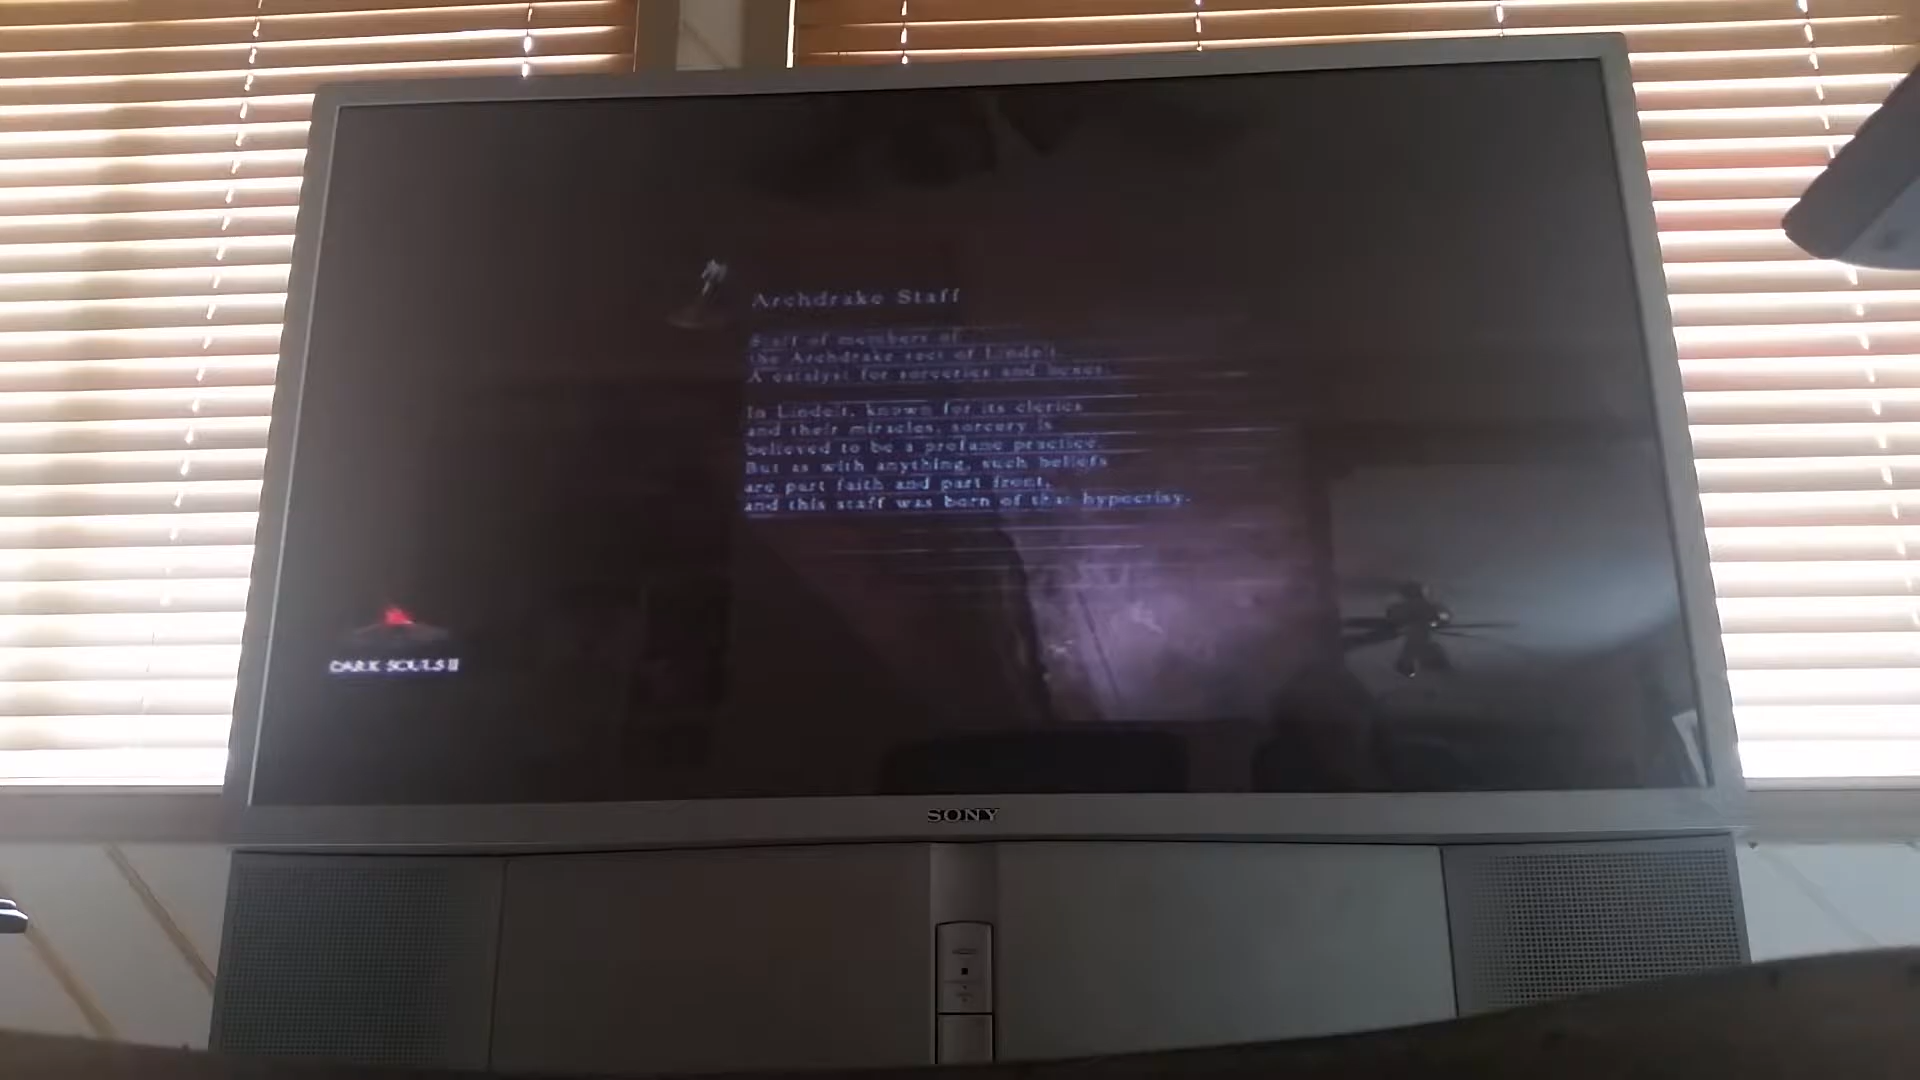 Archdrake Staff
Staff of members of
the Archdrake sect of Lindelt.
A catalyst for sorceries and hexes.
In Lindelt, known for its clerics
and their miracles, sorcery is
believed to be a profane practice.
But as with anything, such beliefs
are part faith and part front,
and this staff was born of that hypocrisy.
DARK SOULS II
SONY